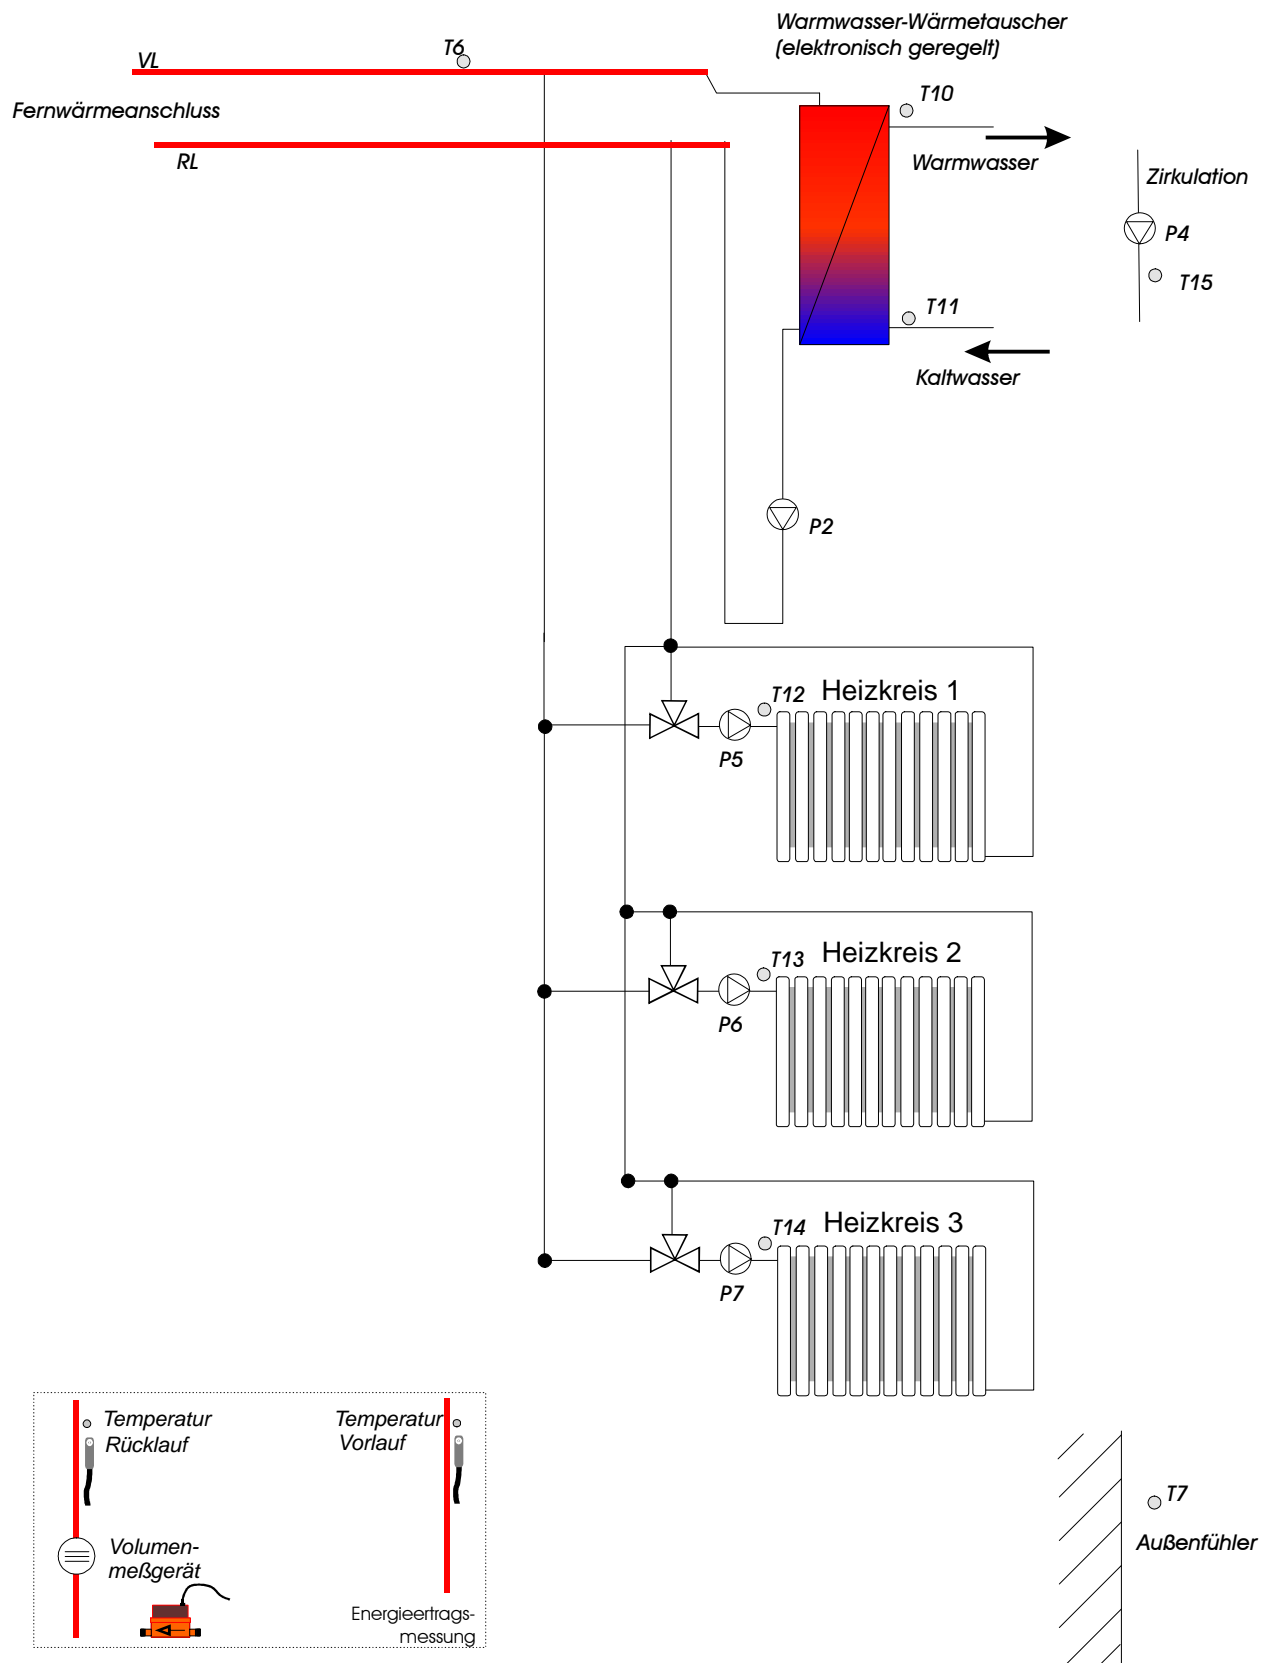 Warmwasser-Wärmetauscher
(elektronisch geregelt)
VL
T6
T10
Fernwärmeanschluss
RL
Warmwasser
Zirkulation
P4
T15
T11
Kaltwasser
P2
T12
Heizkreis 1
P5
T13
Heizkreis 2
P6
T14
Heizkreis 3
P7
Temperatur
Rücklauf
Temperatur
Vorlauf
Volumen-
meßgerät
Energieertrags-
messung
T7
Außenfühler